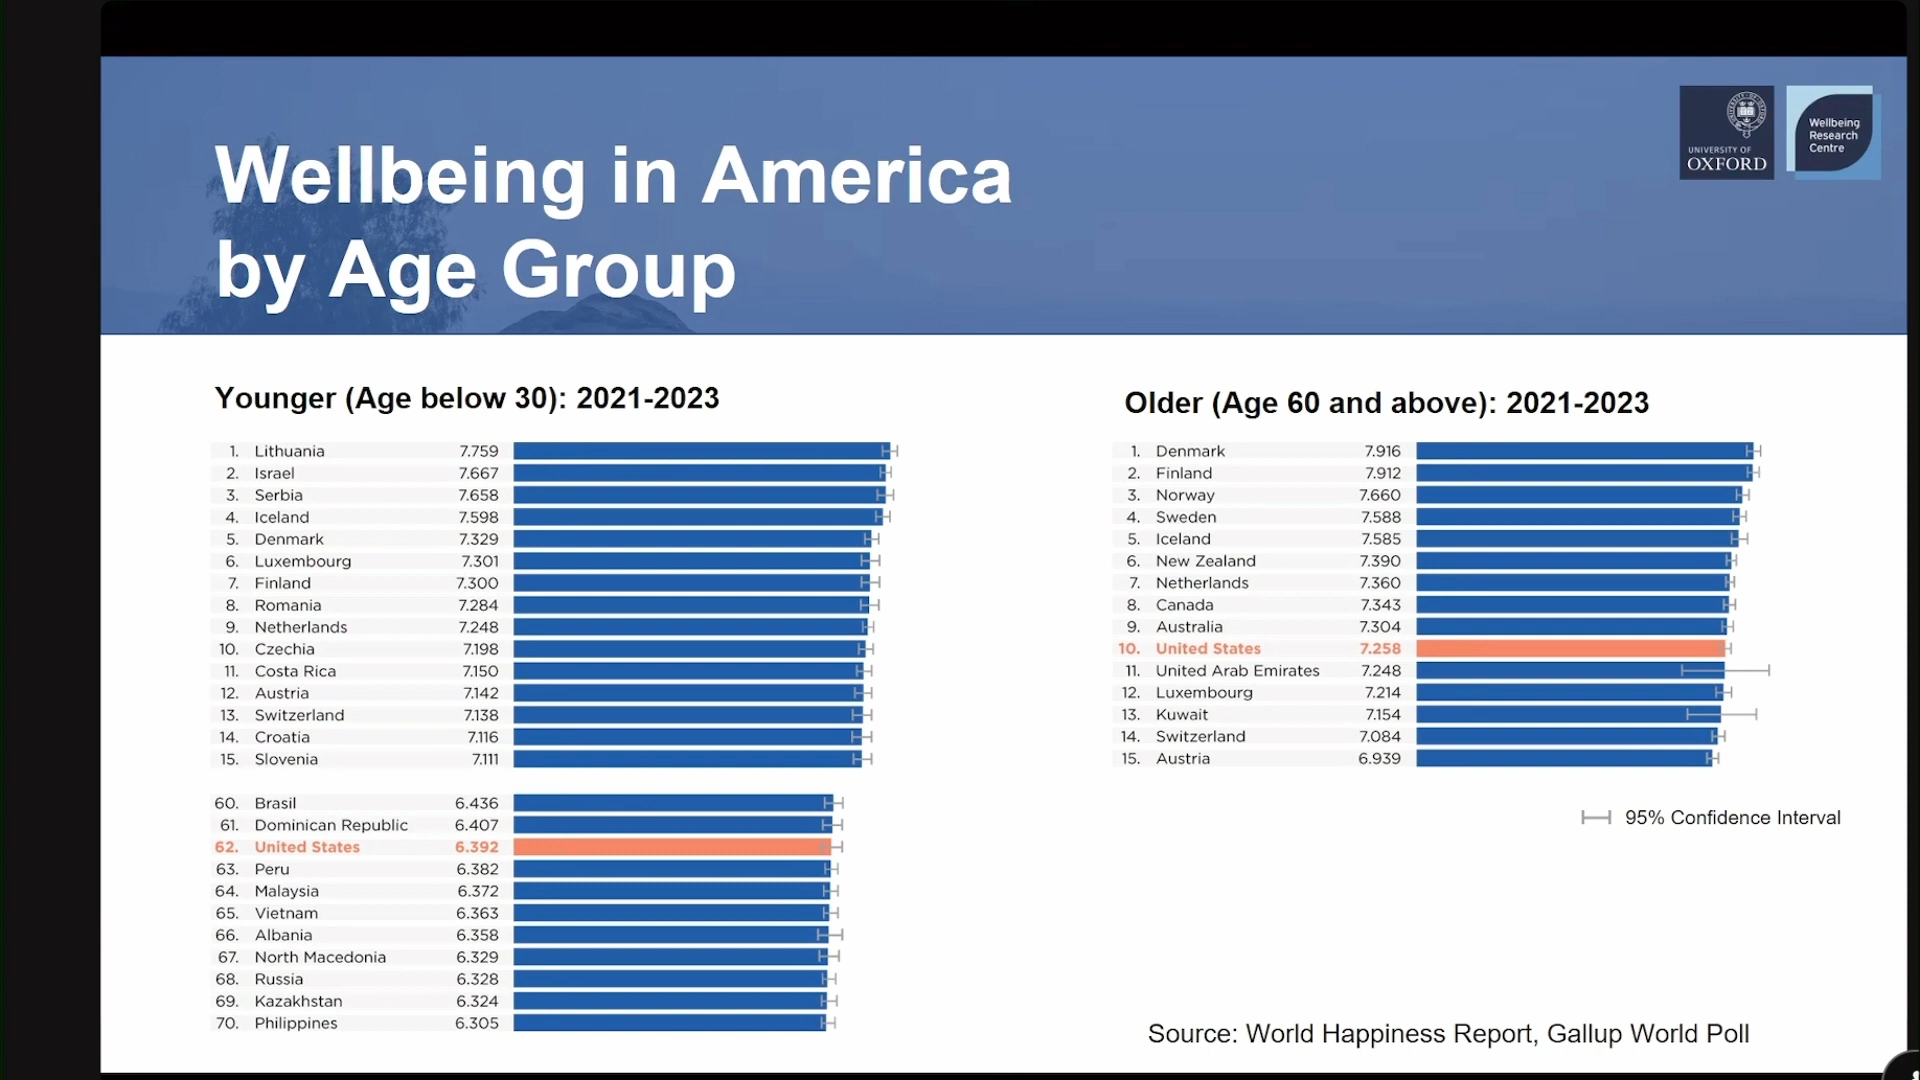 Wellbeing in America
by Age Group
UNIVERSITY OF
OXFORD
Wellbeing
Research
Centre
Younger (Age below 30): 2021-2023
1. Lithuania 7.759
2. Israel 7.667
3. Serbia 7.658
4. Iceland 7.598
5. Denmark 7.329
6. Luxembourg 7.301
7. Finland 7.300
8. Romania 7.284
9. Netherlands 7.248
10. Czechia 7.198
11. Costa Rica 7.150
12. Austria 7.142
13. Switzerland 7.138
14. Croatia 7.116
15. Slovenia 7.111
60. Brasil 6.436
61. Dominican Republic 6.407
62. United States 6.392
63. Peru 6.382
64. Malaysia 6.372
65. Vietnam 6.363
66. Albania 6.358
67. North Macedonia 6.329
68. Russia 6.328
69. Kazakhstan 6.324
70. Philippines 6.305
Older (Age 60 and above): 2021-2023
1. Denmark 7.916
2. Finland 7.912
3. Norway 7.660
4. Sweden 7.588
5. Iceland 7.585
6. New Zealand 7.390
7. Netherlands 7.360
8. Canada 7.343
9. Australia 7.304
10. United States 7.258
11. United Arab Emirates 7.248
12. Luxembourg 7.214
13. Kuwait 7.154
14. Switzerland 7.084
15. Austria 6.939
95% Confidence Interval
Source: World Happiness Report, Gallup World Poll